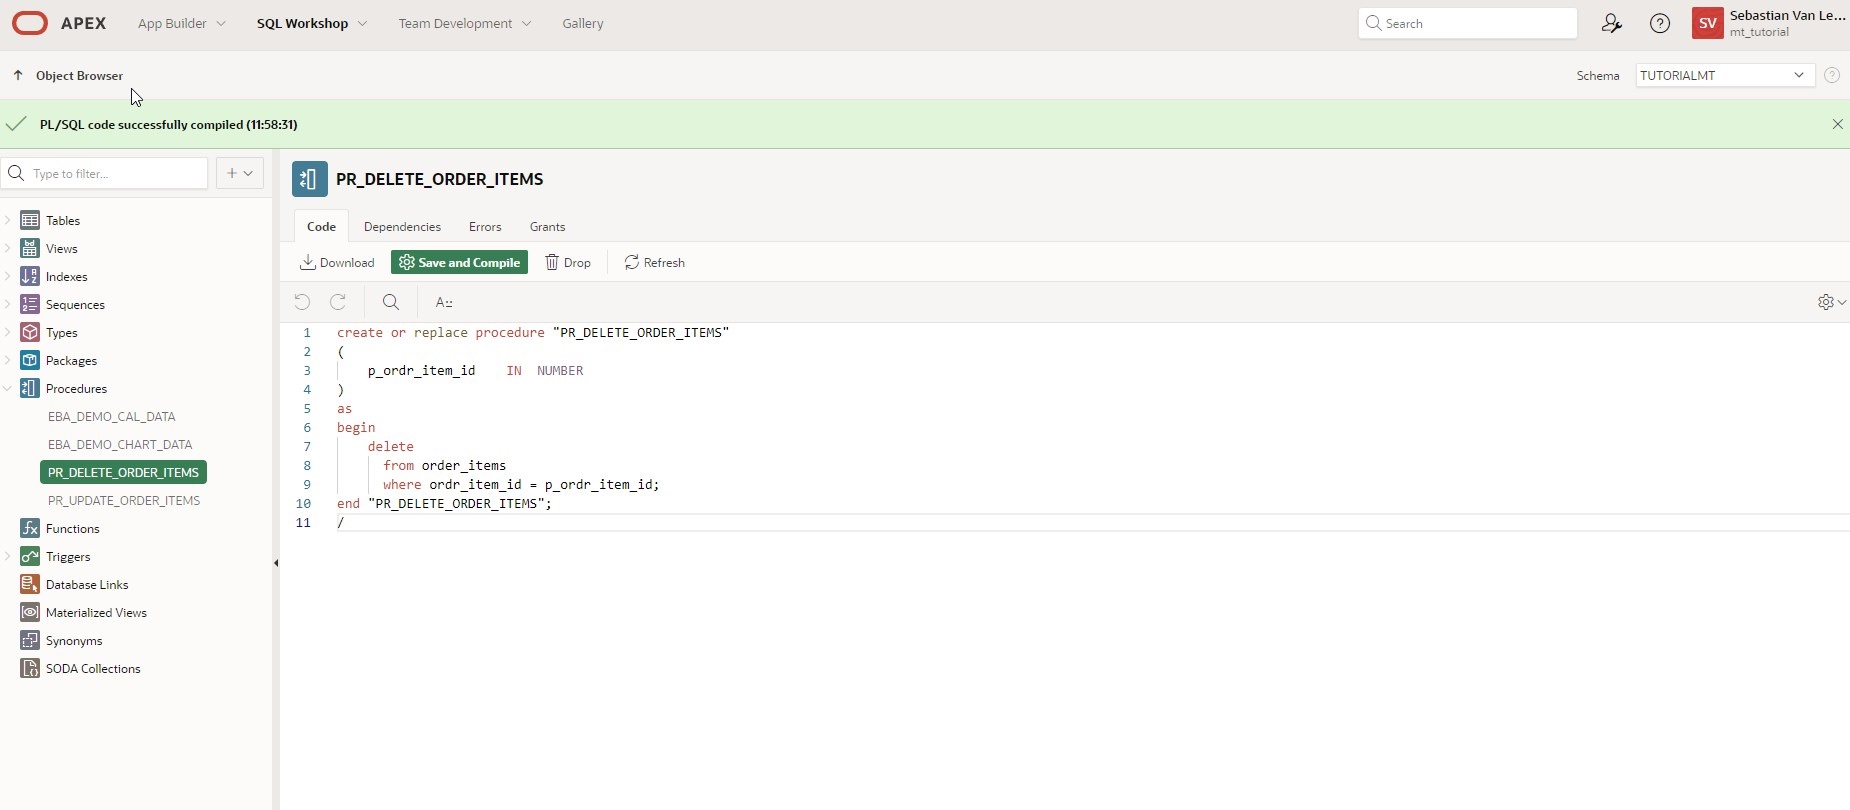 APEX App Builder SQL Workshop Team Development Gallery Search SV Sebastian Van Le...
mt_tutorial
Object Browser Schema TUTORIALMT
PL/SQL code successfully compiled (11:58:31)
Type to filter...
PR_DELETE_ORDER_ITEMS
Tables
Views
Indexes
Sequences
Types
Packages
Procedures
EBA_DEMO_CAL_DATA
EBA_DEMO_CHART_DATA
PR_DELETE_ORDER_ITEMS
PR_UPDATE_ORDER_ITEMS
Functions
Triggers
Database Links
Materialized Views
Synonyms
SODA Collections
Code Dependencies Errors Grants
Download Save and Compile Drop Refresh
1 create or replace procedure "PR_DELETE_ORDER_ITEMS"
2 (
3 p_ordr_item_id IN NUMBER
4 )
5 as
6 begin
7 delete
8 from order_items
9 where ordr_item_id = p_ordr_item_id;
10 end "PR_DELETE_ORDER_ITEMS";
11 /